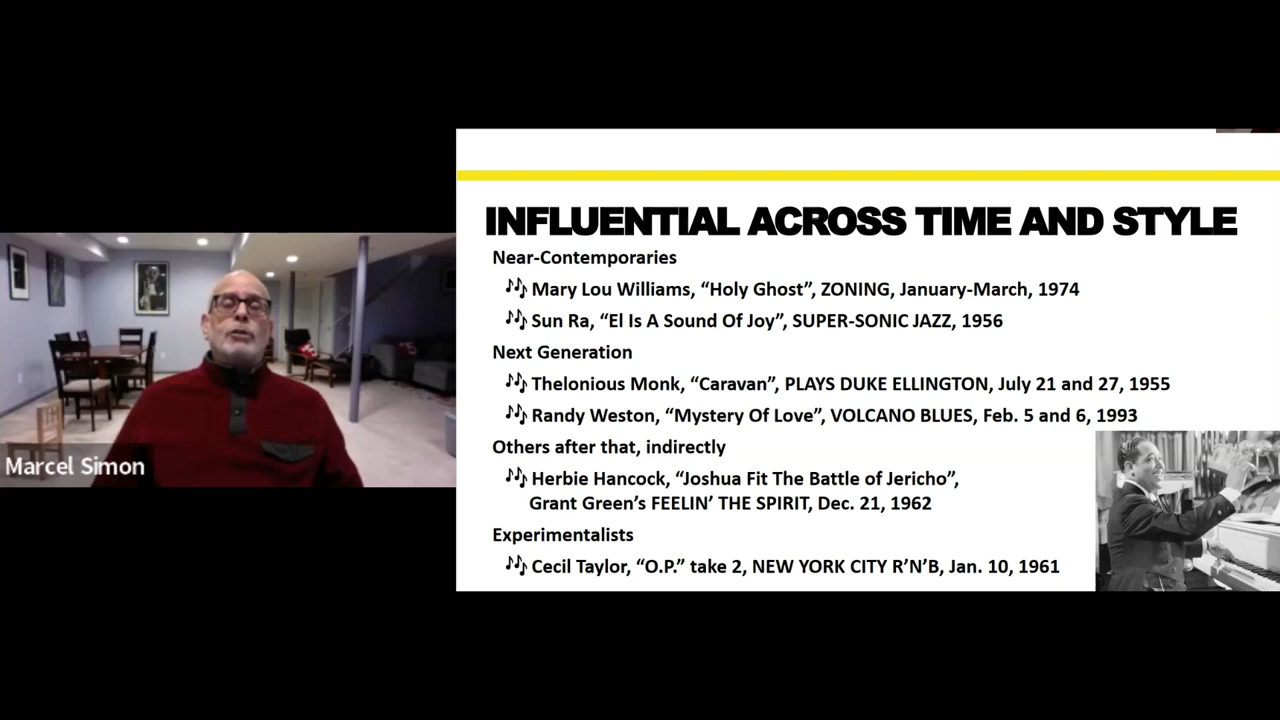 INFLUENTIAL ACROSS TIME AND STYLE
Near-Contemporaries
Mary Lou Williams, “Holy Ghost”, ZONING, January-March, 1974
Sun Ra, “El Is A Sound Of Joy”, SUPER-SONIC JAZZ, 1956
Next Generation
Thelonious Monk, “Caravan”, PLAYS DUKE ELLINGTON, July 21 and 27, 1955
Randy Weston, “Mystery Of Love”, VOLCANO BLUES, Feb. 5 and 6, 1993
Others after that, indirectly
Herbie Hancock, “Joshua Fit The Battle of Jericho”,
Grant Green’s FEELIN’ THE SPIRIT, Dec. 21, 1962
Experimentalists
Cecil Taylor, “O.P.” take 2, NEW YORK CITY R’N’B, Jan. 10, 1961
Marcel Simon